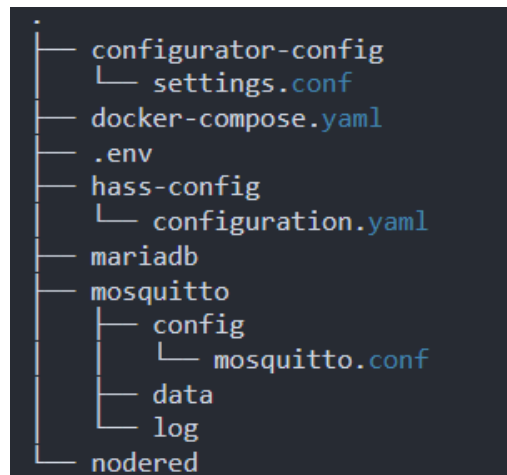 .
├── configurator-config
│   └── settings.conf
├── docker-compose.yaml
├── .env
├── hass-config
│   └── configuration.yaml
├── mariadb
├── mosquitto
│   ├── config
│   │   └── mosquitto.conf
│   ├── data
│   └── log
└── nodered